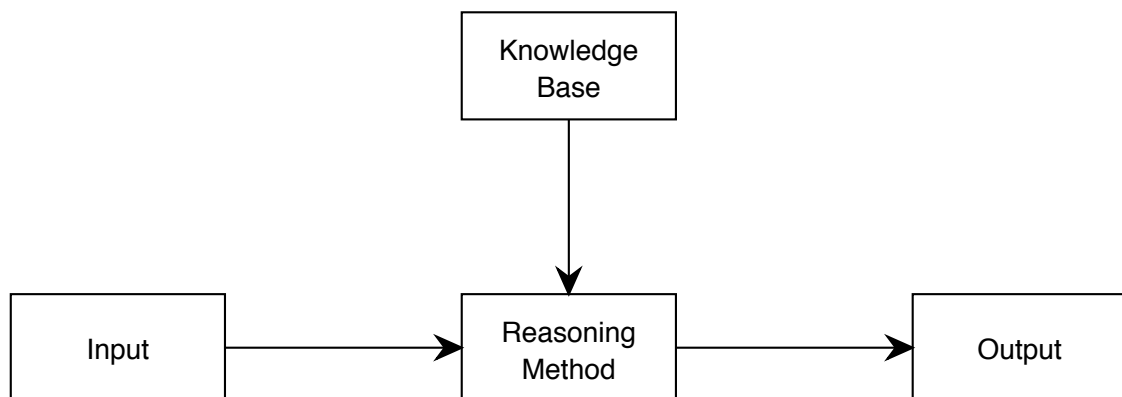 Knowledge
Base
Input
Reasoning
Method
Output